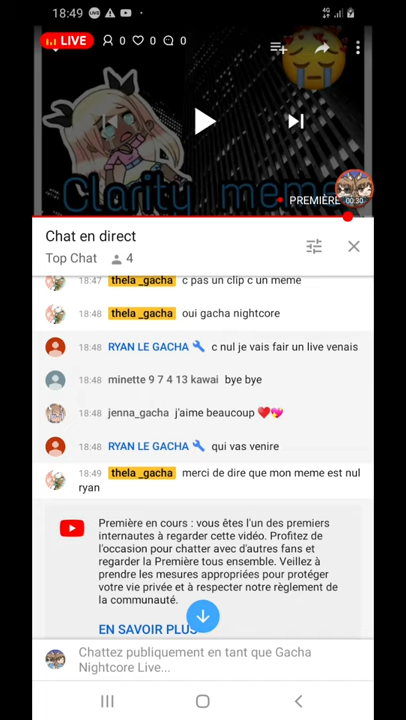 18:49
LIVE 0 0 0
Clarity meme
PREMIÈRE
00:30
Chat en direct
Top Chat 4
18:47 thela_gacha c pas un clip c un meme
18:48 thela_gacha oui gacha nightcore
18:48 RYAN LE GACHA c nul je vais fair un live venais
18:48 minette 9 7 4 13 kawai bye bye
18:48 jenna_gacha j'aime beaucoup ❤️💘
18:48 RYAN LE GACHA qui vas venire
18:49 thela_gacha merci de dire que mon meme est nul
ryan
Première en cours : vous êtes l'un des premiers
internautes à regarder cette vidéo. Profitez de
l'occasion pour chatter avec d'autres fans et
regarder la Première tous ensemble. Veillez à
prendre les mesures appropriées pour protéger
votre vie privée et à respecter notre règlement de
la communauté.
EN SAVOIR PLUS
Chattez publiquement en tant que Gacha
Nightcore Live...